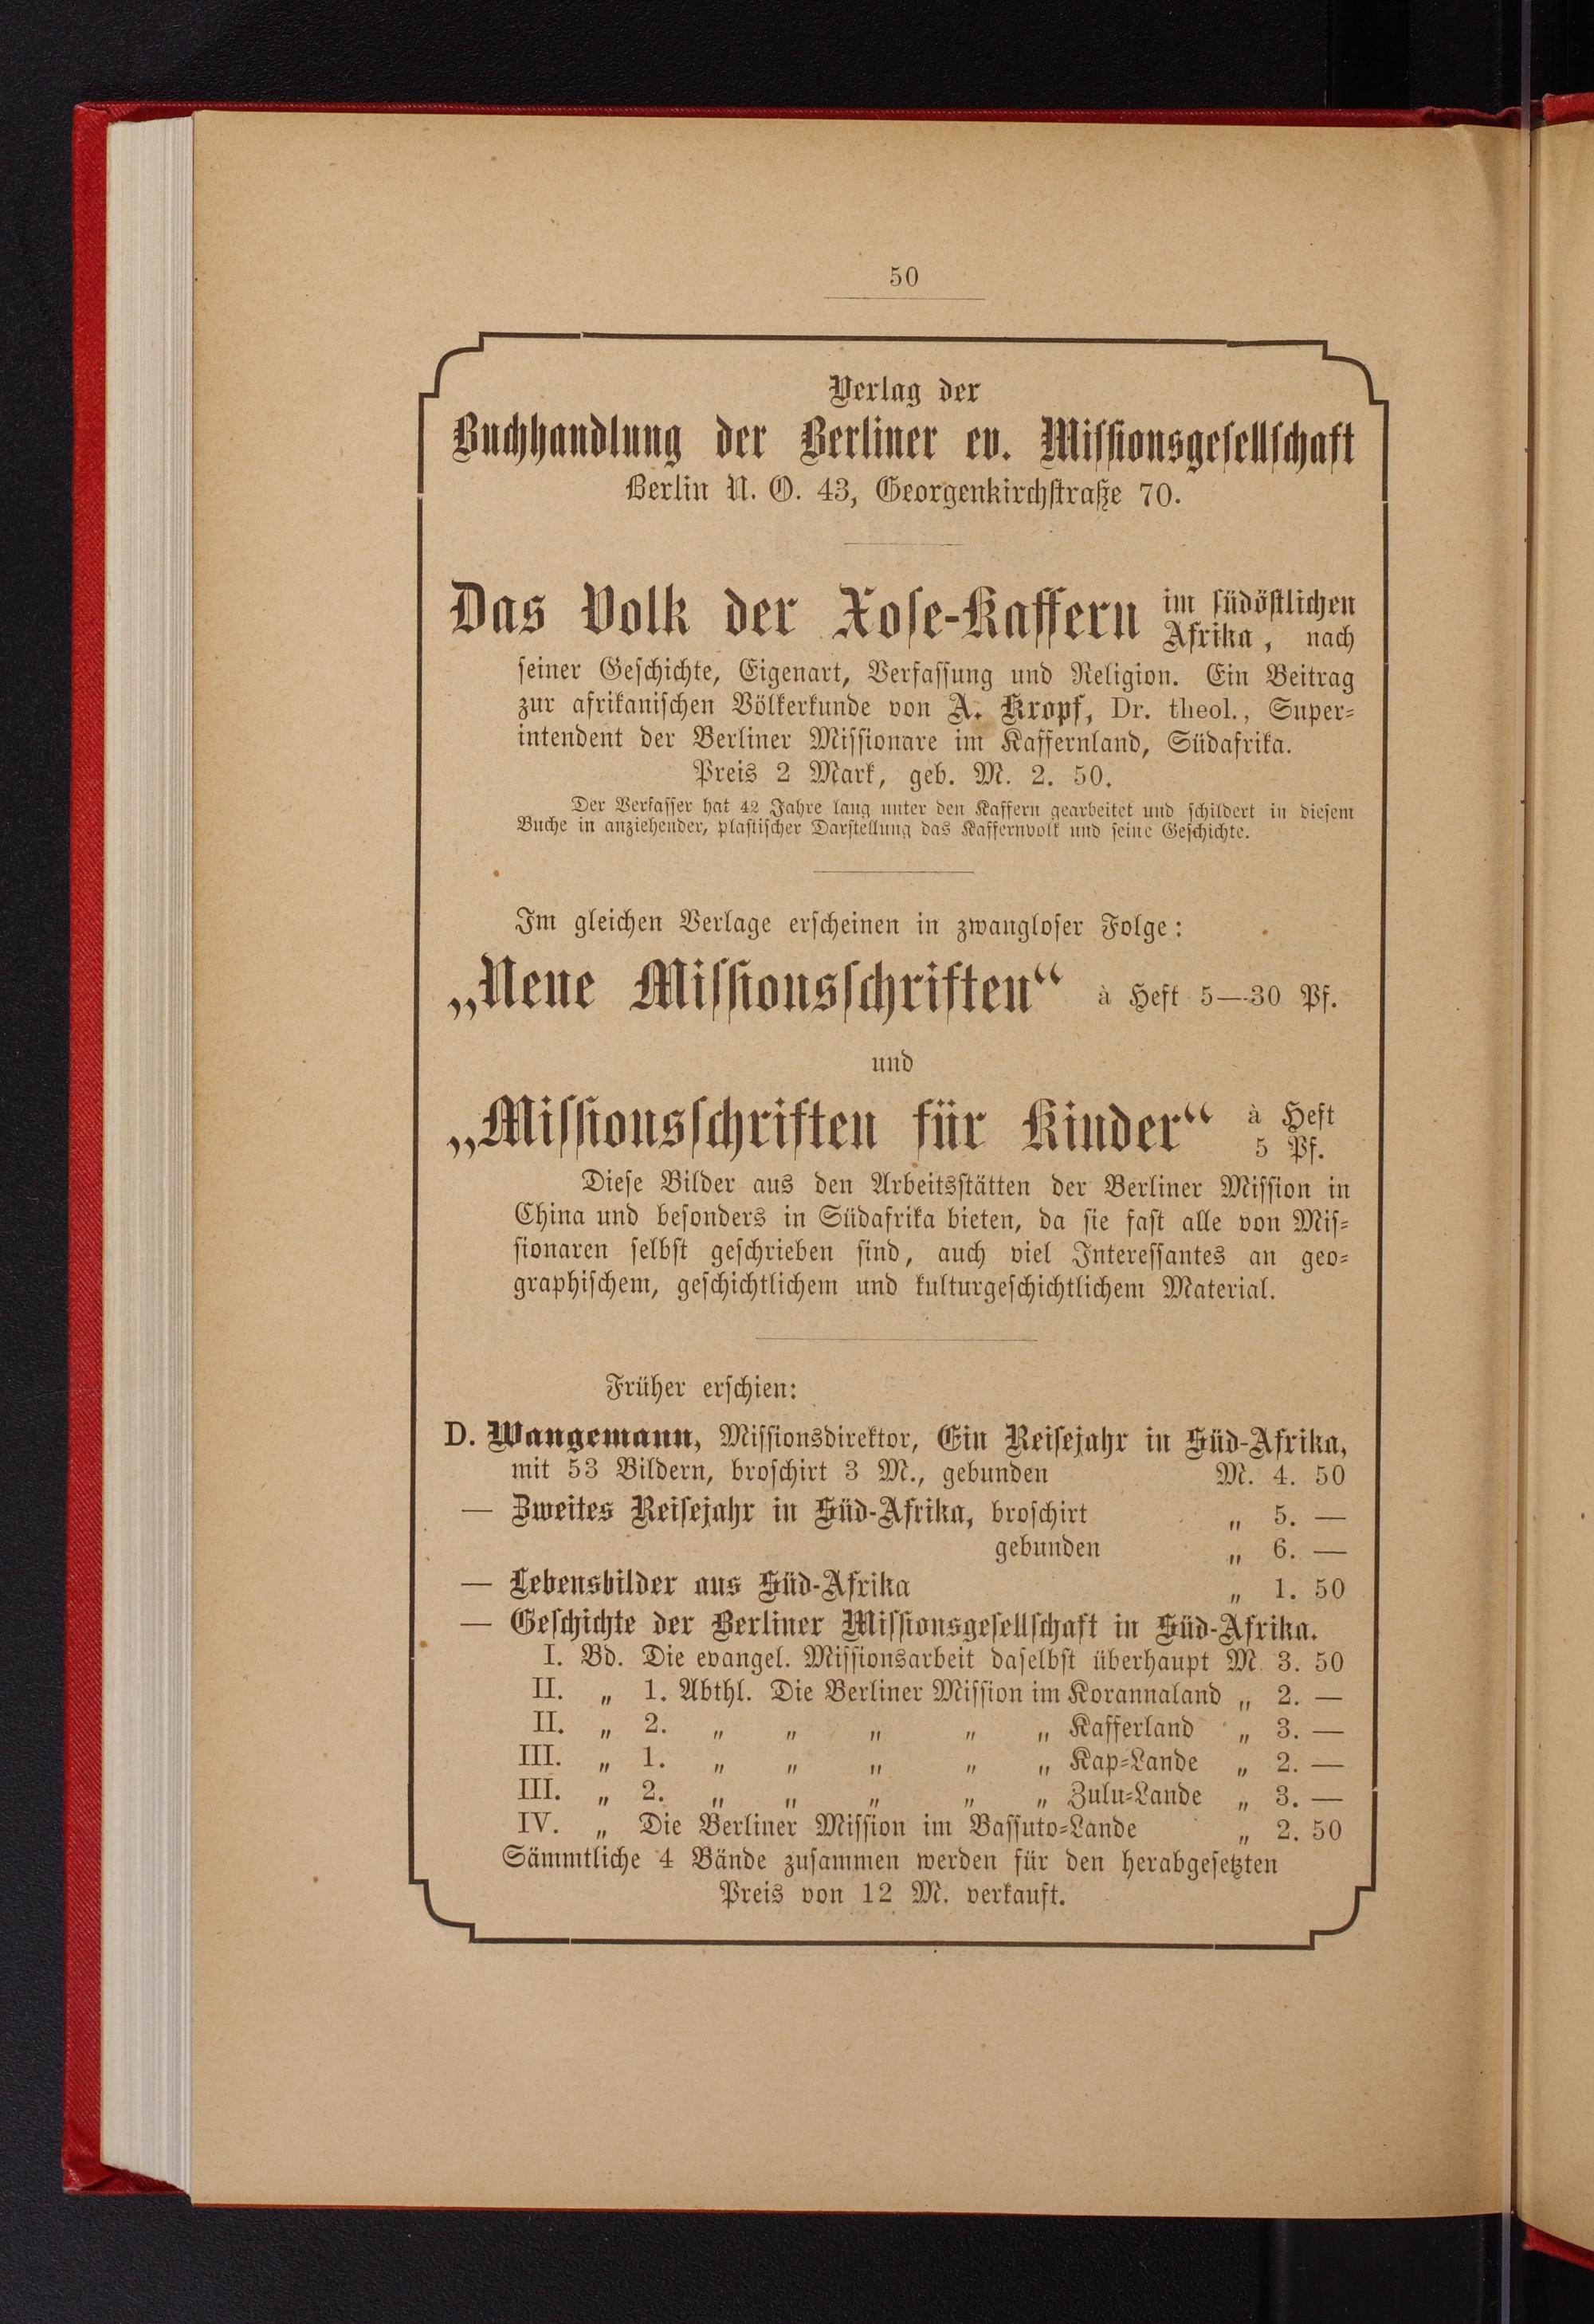 50
Verlag der
Buchhandlung der Berliner ev. Missionsgesellschaft
Berlin N. O. 43, Georgenkirchstraße 70.
Das Volk der Xose-Kaffern im südöstlichen
Afrika, nach
seiner Geschichte, Eigenart, Verfassung und Religion. Ein Beitrag
zur afrikanischen Völkerkunde von A. Kropf, Dr. theol., Super-
intendent der Berliner Missionare im Kaffernland, Südafrika.
Preis 2 Mark, geb. M. 2. 50.
Der Verfasser hat 42 Jahre lang unter den Kaffern gearbeitet und schildert in diesem
Buche in anziehender, plastischer Darstellung das Kaffernvolk und seine Geschichte.
Im gleichen Verlage erscheinen in zwangloser Folge:
„Neue Missionsschriften“ à Heft 5—30 Pf.
und
„Missionsschriften für Kinder“ à Heft
5 Pf.
Diese Bilder aus den Arbeitsstätten der Berliner Mission in
China und besonders in Südafrika bieten, da sie fast alle von Mis-
sionaren selbst geschrieben sind, auch viel Interessantes an geo-
graphischem, geschichtlichem und kulturgeschichtlichem Material.
Früher erschien:
D. Wangemann, Missionsdirektor, Ein Reisejahr in Süd-Afrika,
mit 53 Bildern, broschirt 3 M., gebunden M. 4. 50
— Zweites Reisejahr in Süd-Afrika, broschirt „ 5. —
gebunden „ 6. —
— Lebensbilder aus Süd-Afrika „ 1. 50
— Geschichte der Berliner Missionsgesellschaft in Süd-Afrika.
I. Bd. Die evangel. Missionsarbeit daselbst überhaupt M. 3. 50
II. „ 1. Abthl. Die Berliner Mission im Korannaland „ 2. —
II. „ 2. „ „ „ „ „ Kafferland „ 3. —
III. „ 1. „ „ „ „ „ Kap-Lande „ 2. —
III. „ 2. „ „ „ „ „ Zulu-Lande „ 3. —
IV. „ Die Berliner Mission im Bassuto-Lande „ 2. 50
Sämmtliche 4 Bände zusammen werden für den herabgesetzten
Preis von 12 M. verkauft.